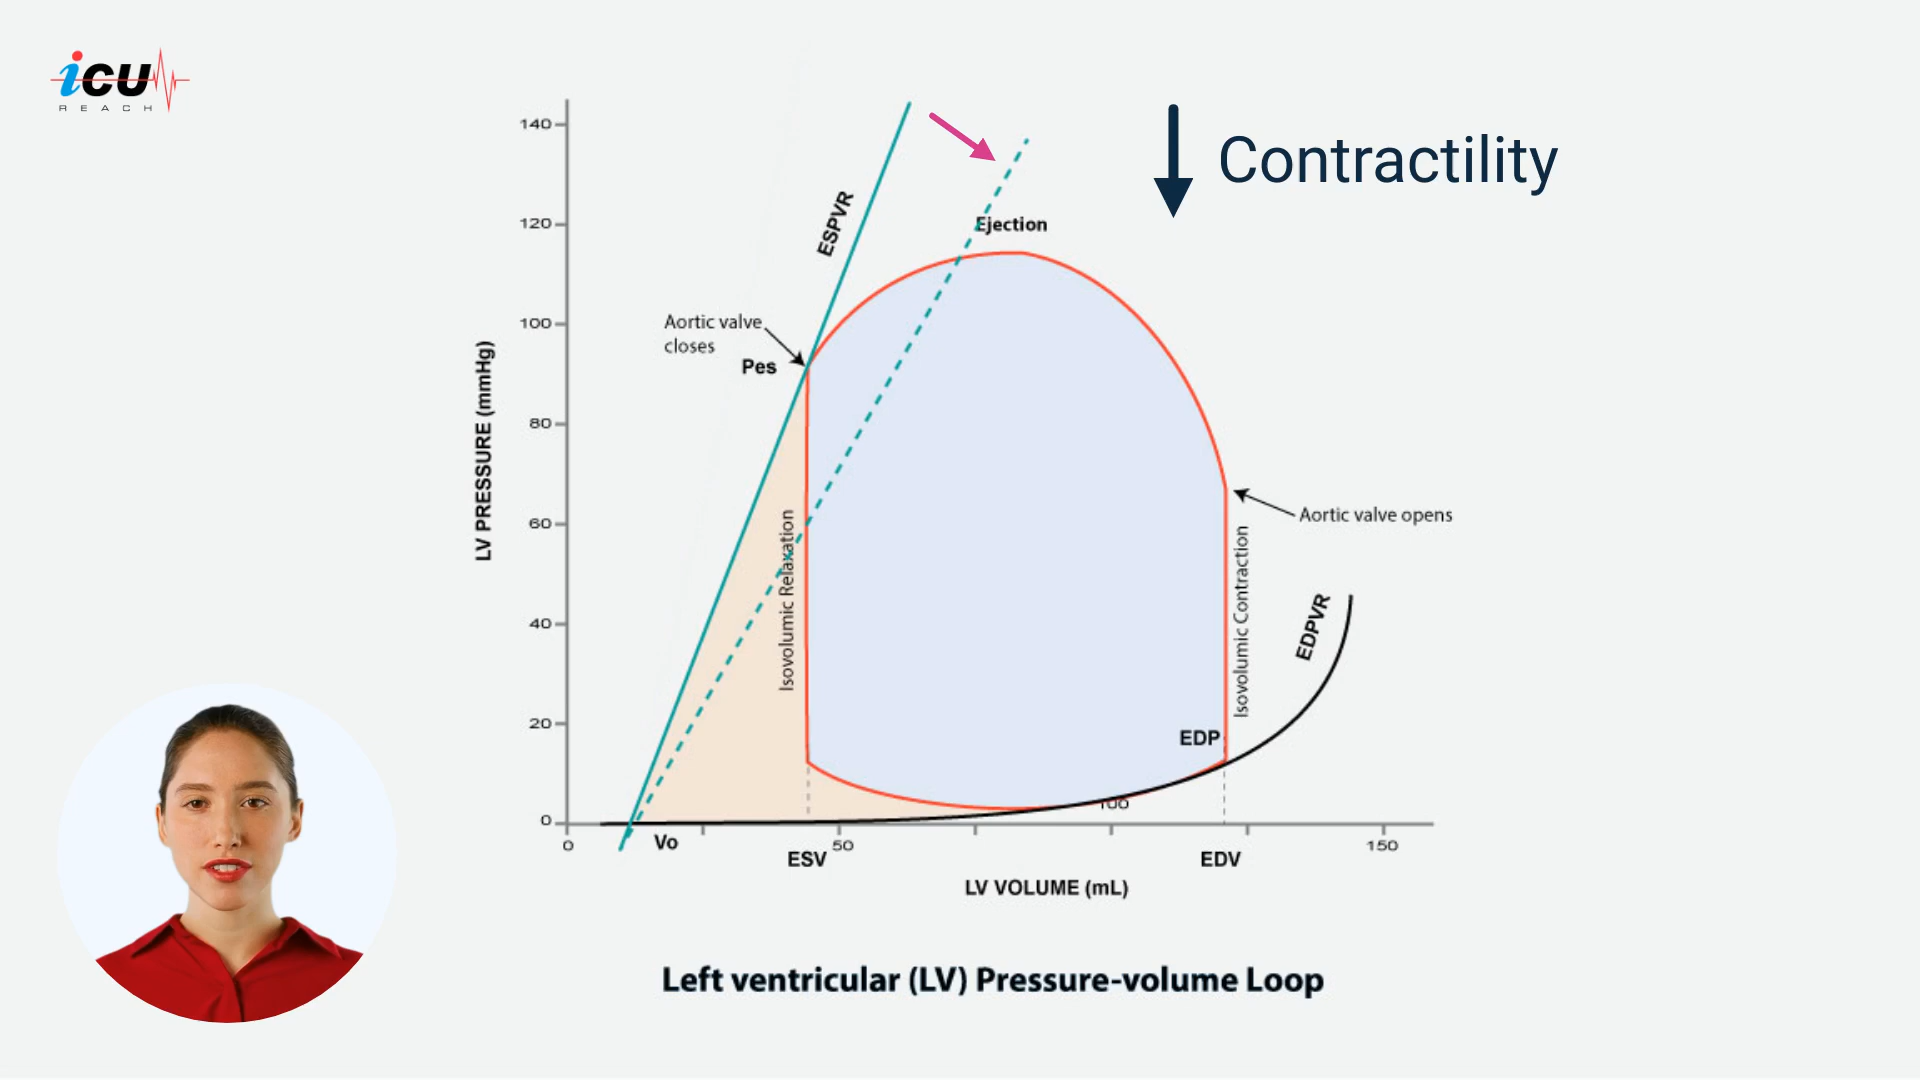 icu
REACH
Contractility
140
120
100
80
60
40
20
0
LV PRESSURE (mmHg)
ESPVR
Ejection
Aortic valve
closes
Pes
Isovolumic Relaxation
Aortic valve opens
Isovolumic Contraction
EDPVR
EDP
100
0
Vo
50
150
ESV
EDV
LV VOLUME (mL)
Left ventricular (LV) Pressure-volume Loop